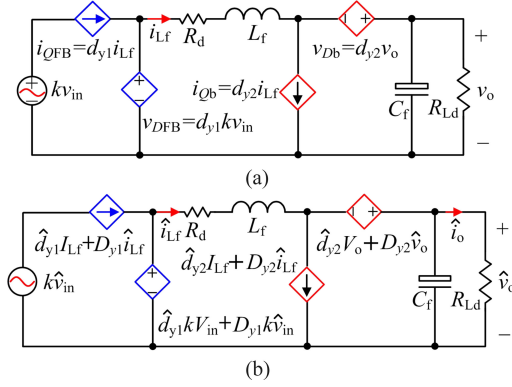 i_QFB=d_y1 i_Lf
i_Lf
R_d
L_f
v_Db=d_y2 v_o
+
kv_in
v_DFB=d_y1 kv_in
i_Qb=d_y2 i_Lf
C_f
R_Ld
v_o
−
(a)
d̂_y1 I_Lf+D_y1 î_Lf
î_Lf
R_d
L_f
d̂_y2 V_o+D_y2 v̂_o
î_o
+
kv̂_in
d̂_y2 I_Lf+D_y2 î_Lf
C_f
R_Ld
v̂_o
d̂_y1 kV_in+D_y1 kv̂_in
−
(b)